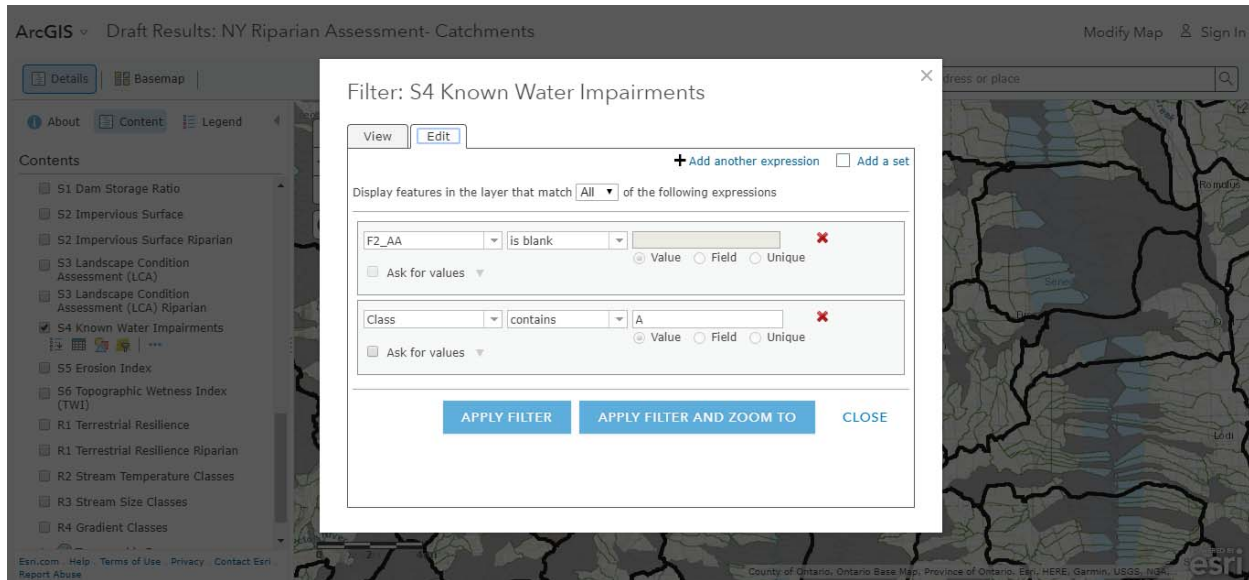 ArcGIS Draft Results: NY Riparian Assessment- Catchments Modify Map Sign In
Details Basemap dress or place
About Content Legend
Contents
S1 Dam Storage Ratio
S2 Impervious Surface
S2 Impervious Surface Riparian
S3 Landscape Condition
Assessment (LCA)
S3 Landscape Condition
Assessment (LCA) Riparian
S4 Known Water Impairments
S5 Erosion Index
S6 Topographic Wetness Index
(TWI)
R1 Terrestrial Resilience
R1 Terrestrial Resilience Riparian
R2 Stream Temperature Classes
R3 Stream Size Classes
R4 Gradient Classes
Esri.com Help Terms of Use Privacy Contact Esri
Report Abuse
Filter: S4 Known Water Impairments
View Edit
Add another expression Add a set
Display features in the layer that match All of the following expressions
F2_AA is blank
Value Field Unique
Ask for values
Class contains A
Value Field Unique
Ask for values
APPLY FILTER APPLY FILTER AND ZOOM TO CLOSE
Romulus
Lodi
County of Ontario, Ontario Base Map, Province of Ontario, Esri, HERE, Garmin, USGS, NGA
esri